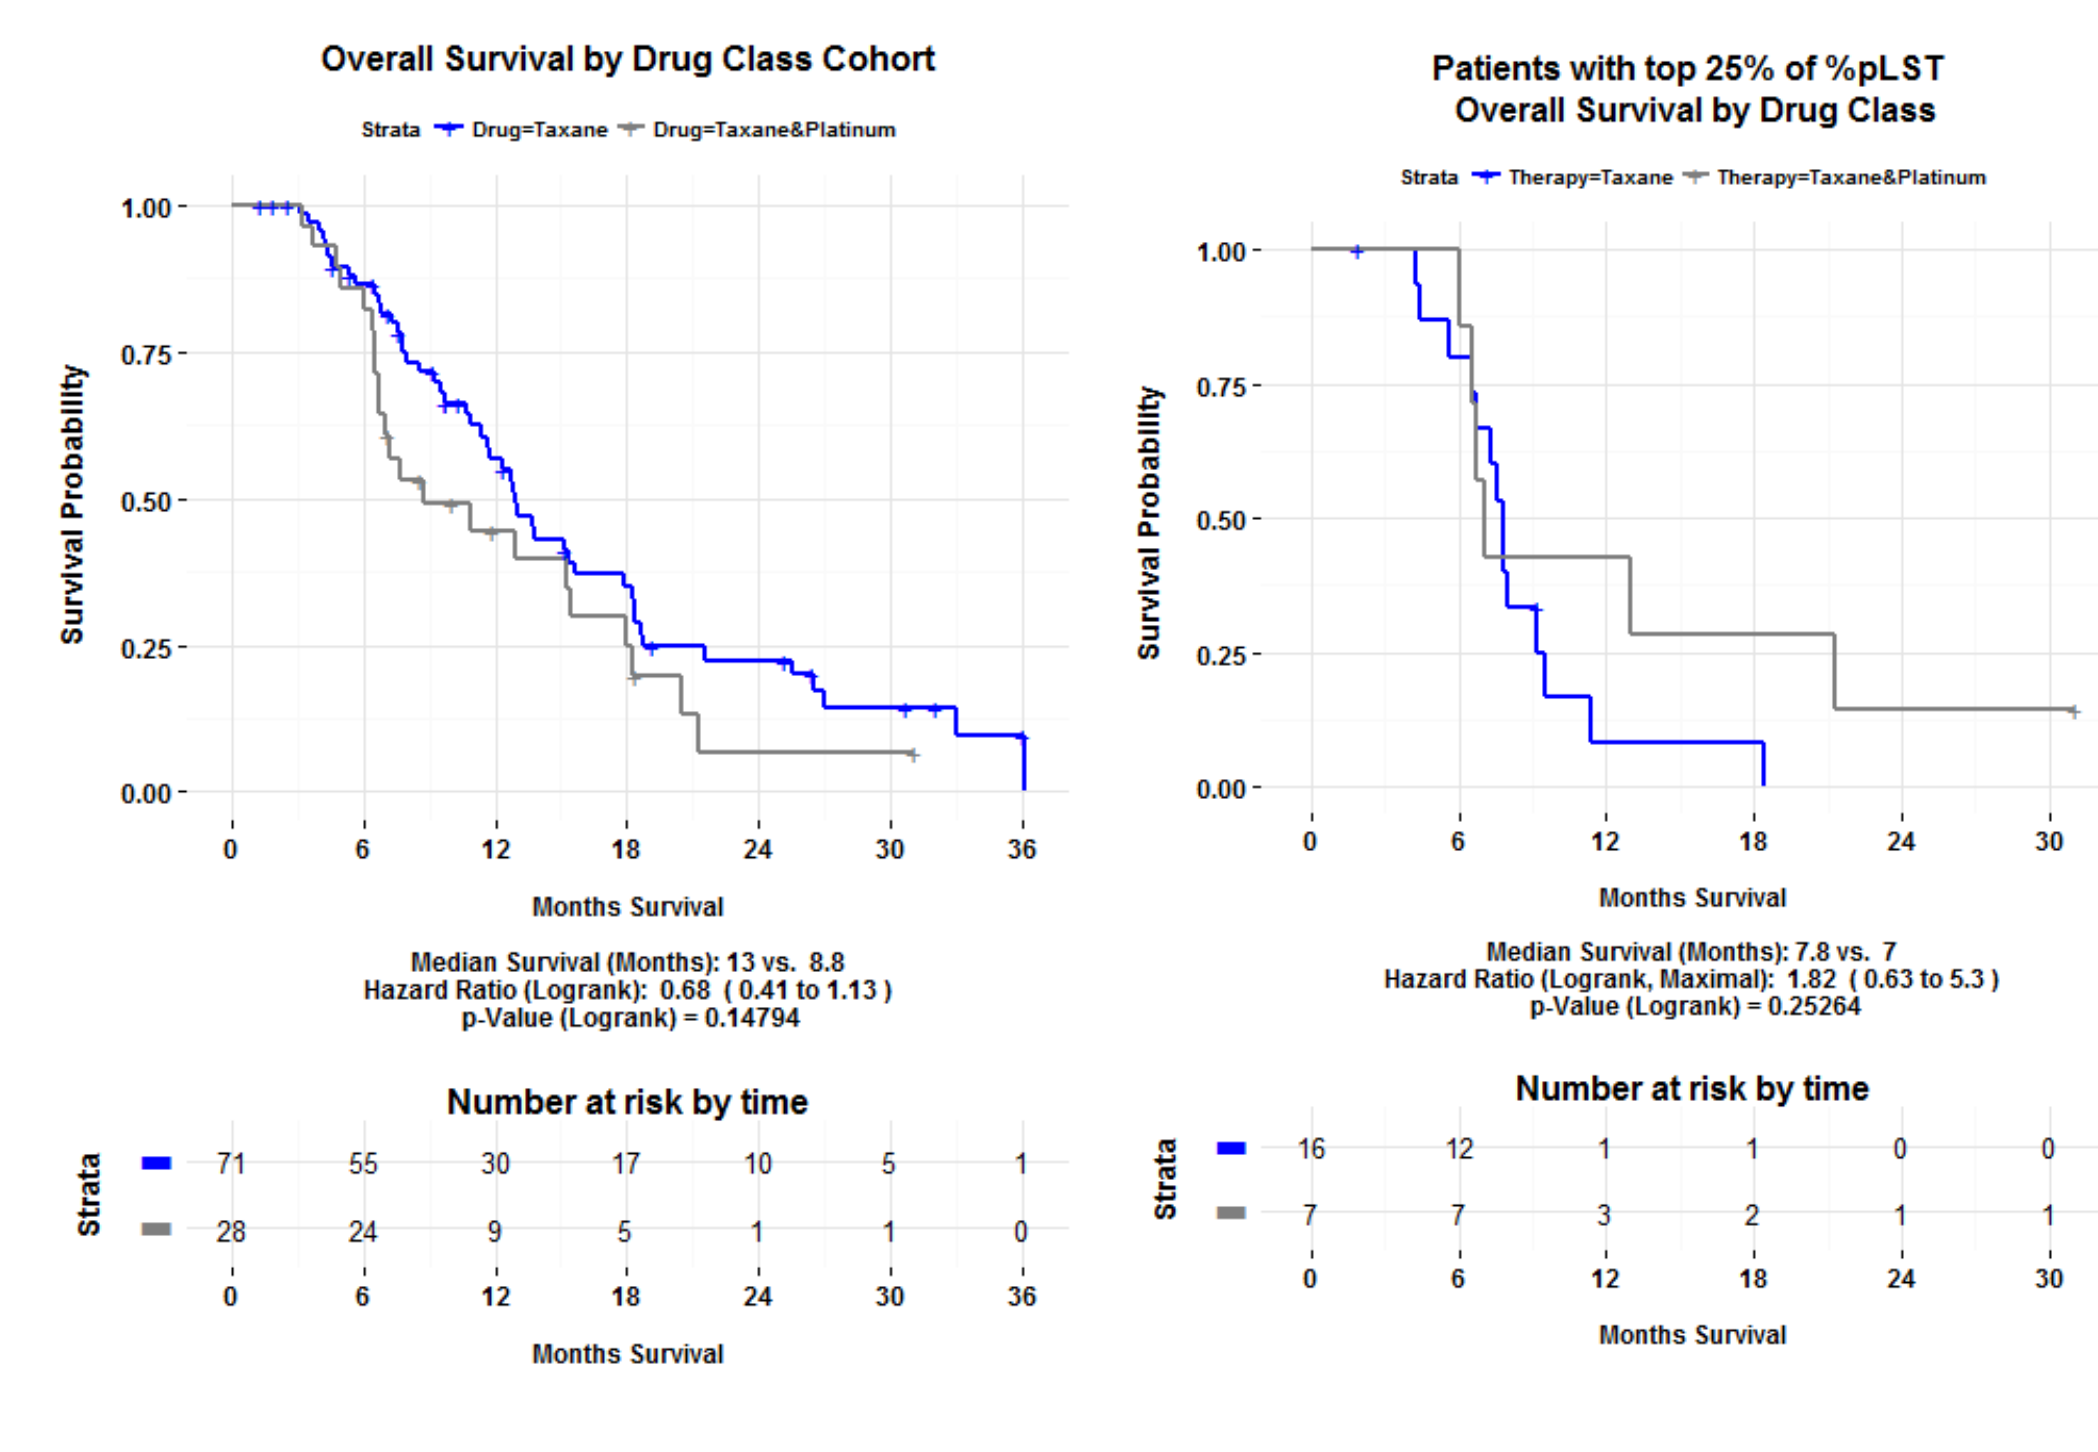 Overall Survival by Drug Class Cohort
Strata Drug=Taxane Drug=Taxane&Platinum
Survival Probability
1.00
0.75
0.50
0.25
0.00
0 6 12 18 24 30 36
Months Survival
Median Survival (Months): 13 vs. 8.8
Hazard Ratio (Logrank): 0.68 ( 0.41 to 1.13 )
p-Value (Logrank) = 0.14794
Number at risk by time
Strata
71 55 30 17 10 5 1
28 24 9 5 1 1 0
0 6 12 18 24 30 36
Months Survival
Patients with top 25% of %pLST
Overall Survival by Drug Class
Strata Therapy=Taxane Therapy=Taxane&Platinum
Survival Probability
1.00
0.75
0.50
0.25
0.00
0 6 12 18 24 30
Months Survival
Median Survival (Months): 7.8 vs. 7
Hazard Ratio (Logrank, Maximal): 1.82 ( 0.63 to 5.3 )
p-Value (Logrank) = 0.25264
Number at risk by time
Strata
16 12 1 1 0 0
7 7 3 2 1 1
0 6 12 18 24 30
Months Survival